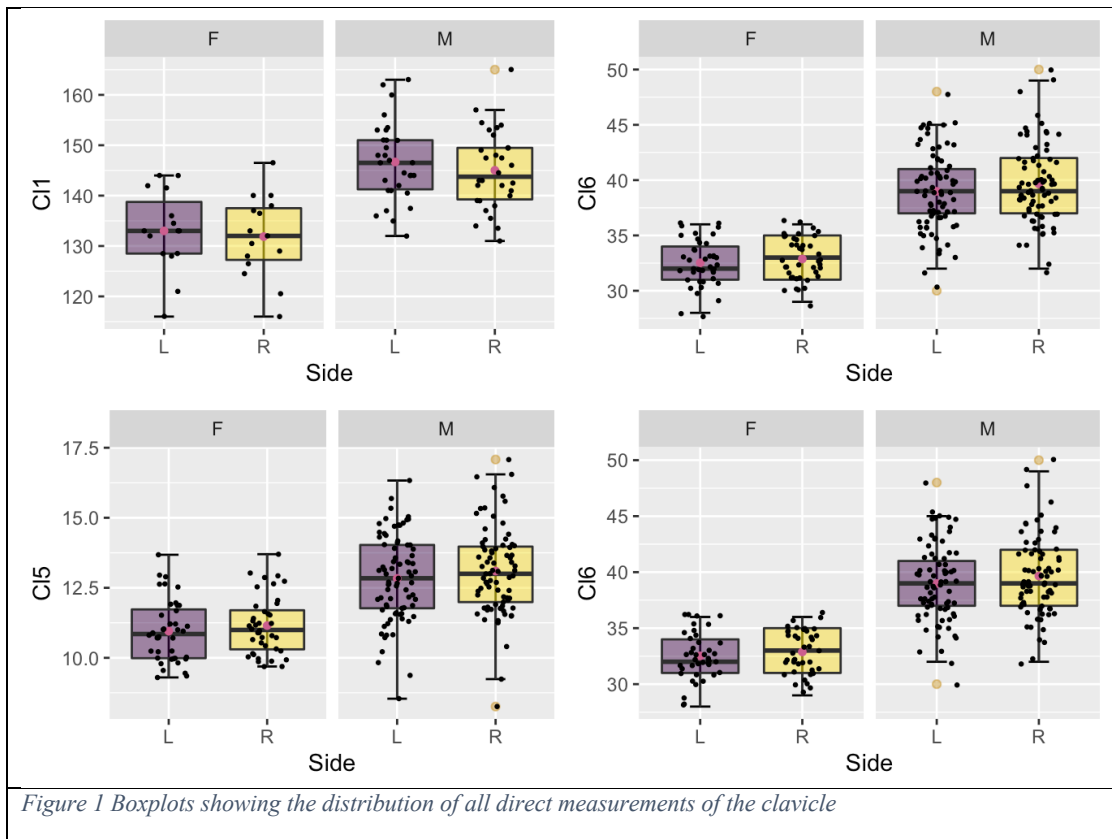 F M
Cl1
160
150
140
130
120
L R L R
Side
F M
Cl6
50
45
40
35
30
L R L R
Side
F M
Cl5
17.5
15.0
12.5
10.0
L R L R
Side
F M
Cl6
50
45
40
35
30
L R L R
Side
Figure 1 Boxplots showing the distribution of all direct measurements of the clavicle